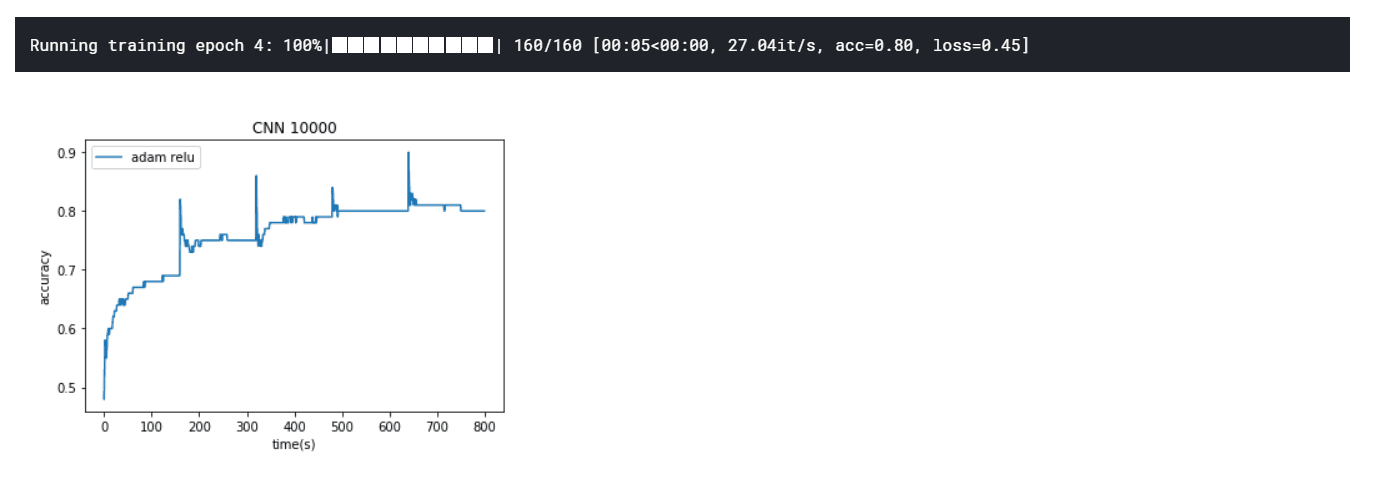 Running training epoch 4: 100%|██████████| 160/160 [00:05<00:00, 27.04it/s, acc=0.80, loss=0.45]
CNN 10000
adam relu
0.9
0.8
0.7
0.6
0.5
accuracy
0 100 200 300 400 500 600 700 800
time(s)